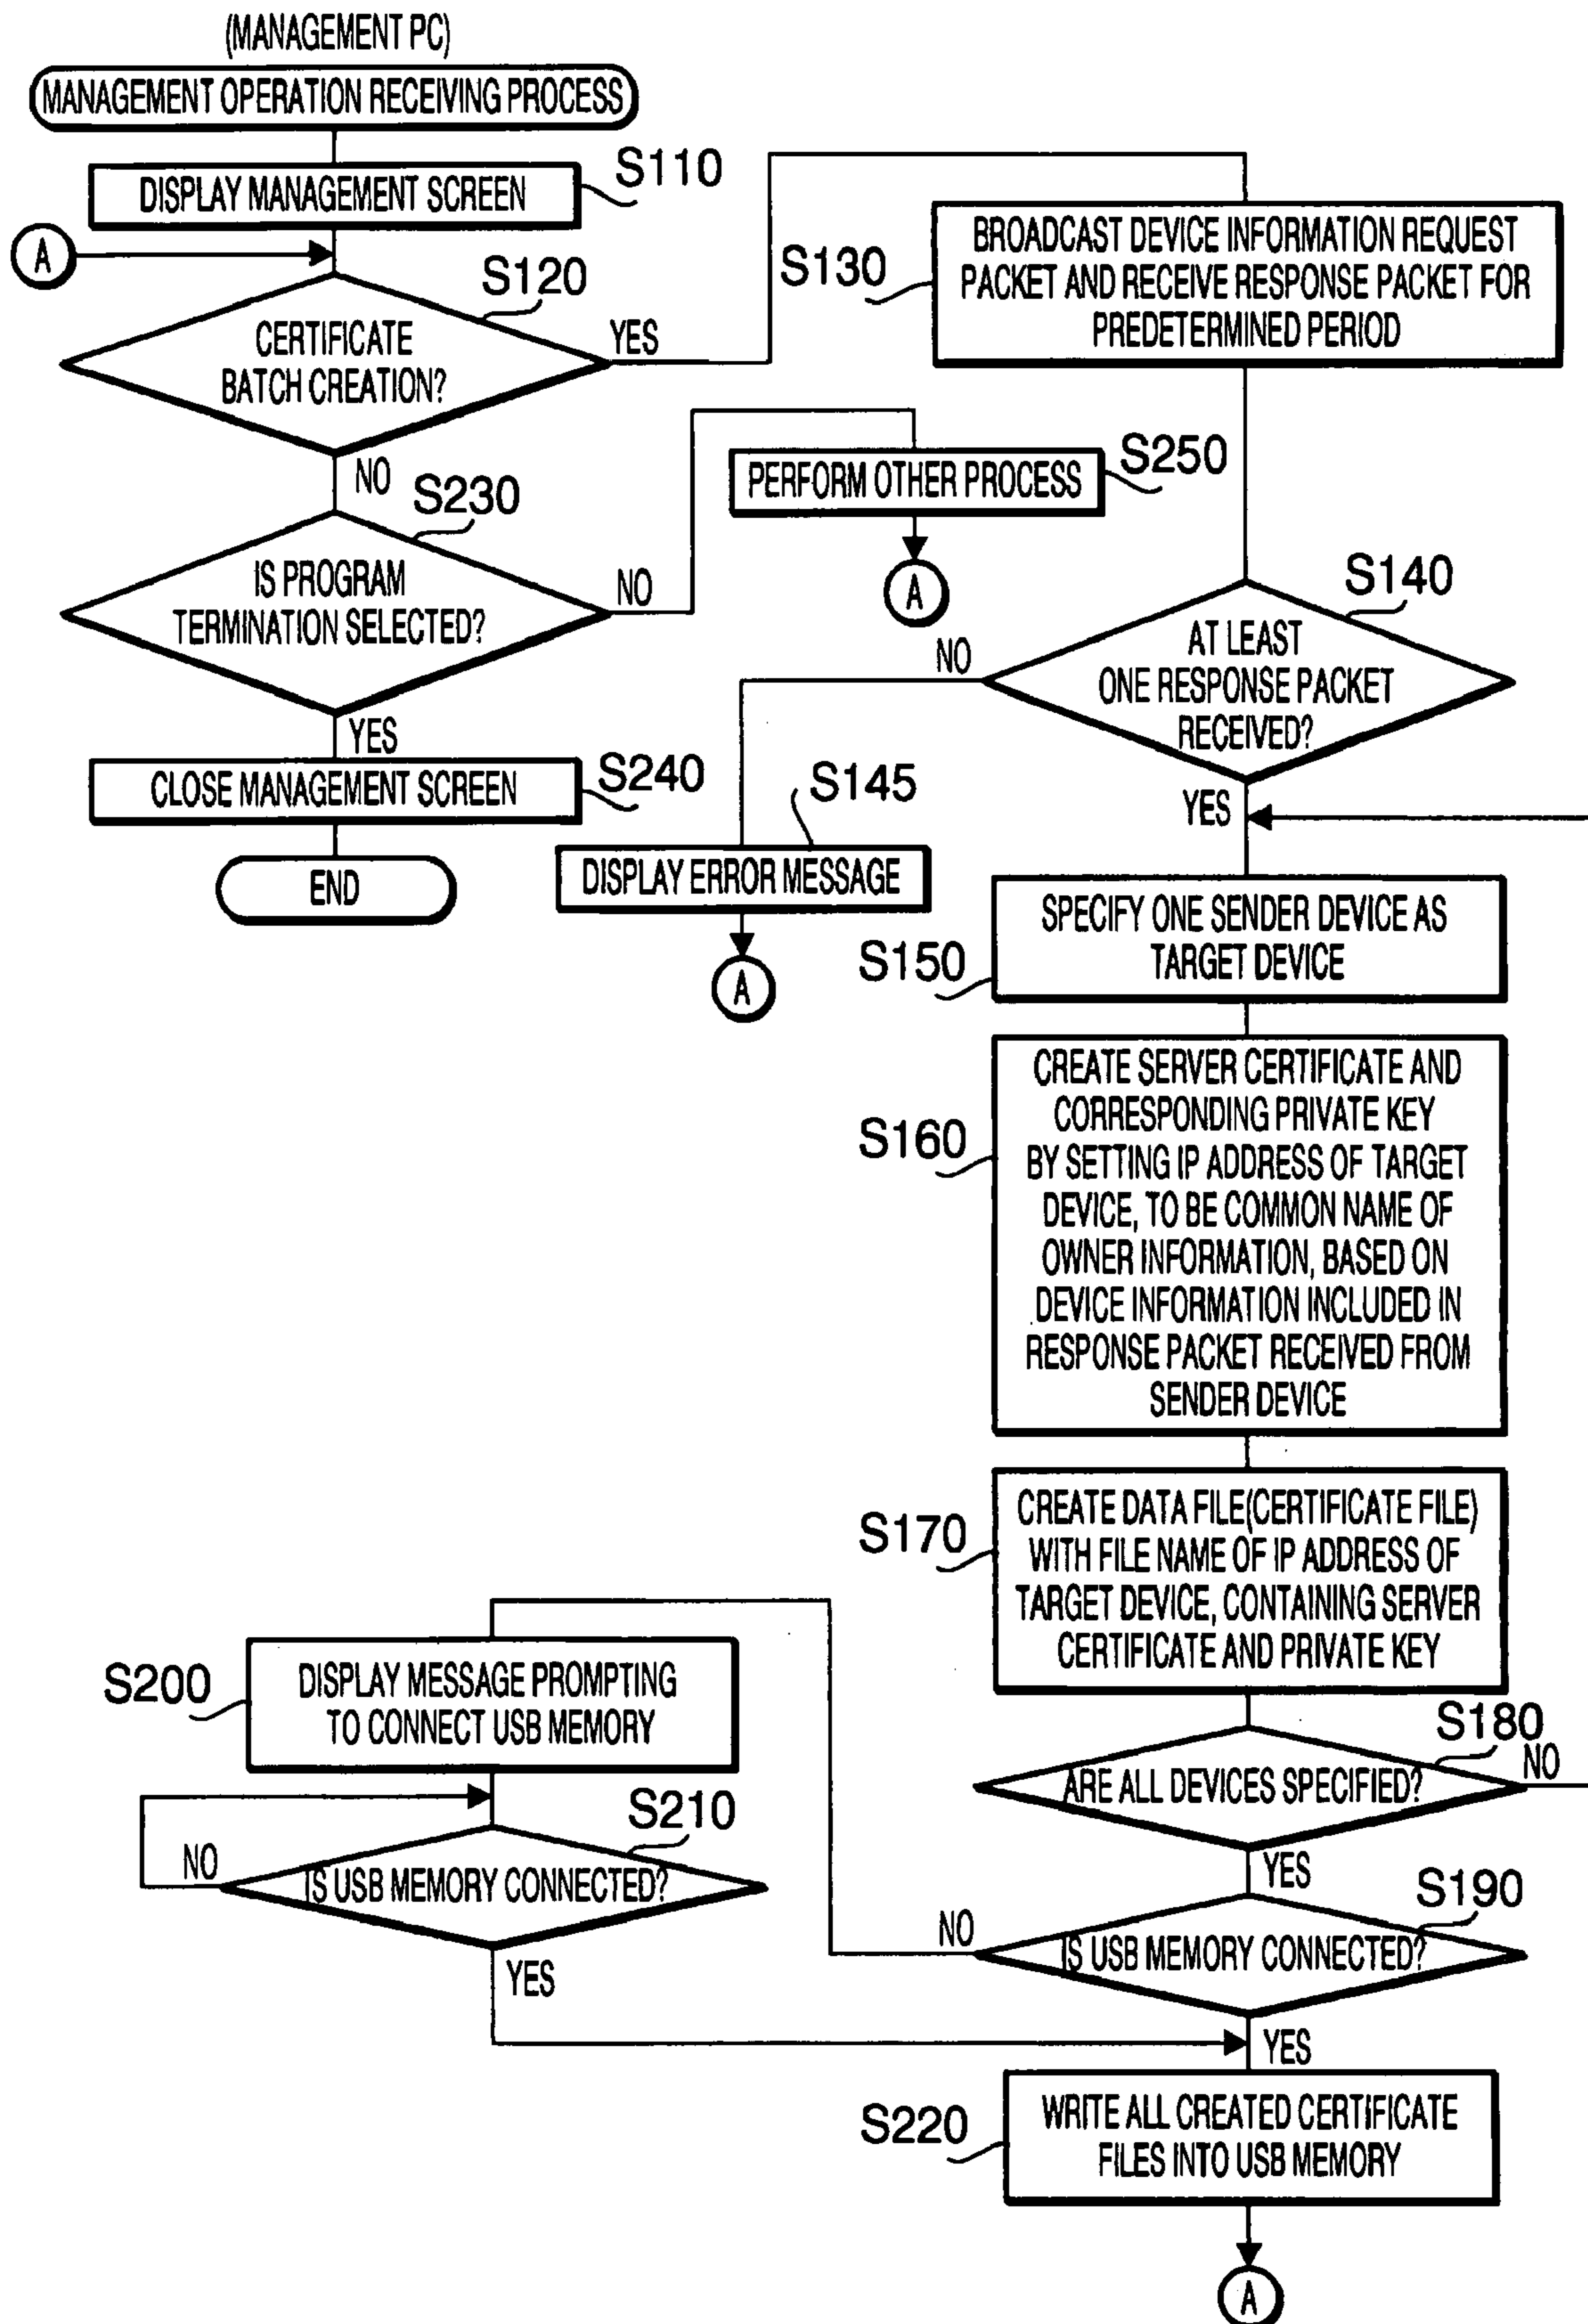 (MANAGEMENT PC)
MANAGEMENT OPERATION RECEIVING PROCESS
S110
DISPLAY MANAGEMENT SCREEN
A
S120
CERTIFICATE
BATCH CREATION?
YES
NO
S130
BROADCAST DEVICE INFORMATION REQUEST
PACKET AND RECEIVE RESPONSE PACKET FOR
PREDETERMINED PERIOD
S230
IS PROGRAM
TERMINATION SELECTED?
NO
YES
S250
PERFORM OTHER PROCESS
A
S240
CLOSE MANAGEMENT SCREEN
END
S140
AT LEAST
ONE RESPONSE PACKET
RECEIVED?
NO
YES
S145
DISPLAY ERROR MESSAGE
A
S150
SPECIFY ONE SENDER DEVICE AS
TARGET DEVICE
S160
CREATE SERVER CERTIFICATE AND
CORRESPONDING PRIVATE KEY
BY SETTING IP ADDRESS OF TARGET
DEVICE, TO BE COMMON NAME OF
OWNER INFORMATION, BASED ON
DEVICE INFORMATION INCLUDED IN
RESPONSE PACKET RECEIVED FROM
SENDER DEVICE
S170
CREATE DATA FILE(CERTIFICATE FILE)
WITH FILE NAME OF IP ADDRESS OF
TARGET DEVICE, CONTAINING SERVER
CERTIFICATE AND PRIVATE KEY
S180
ARE ALL DEVICES SPECIFIED?
NO
YES
S190
IS USB MEMORY CONNECTED?
NO
YES
S200
DISPLAY MESSAGE PROMPTING
TO CONNECT USB MEMORY
S210
IS USB MEMORY CONNECTED?
NO
YES
S220
WRITE ALL CREATED CERTIFICATE
FILES INTO USB MEMORY
A